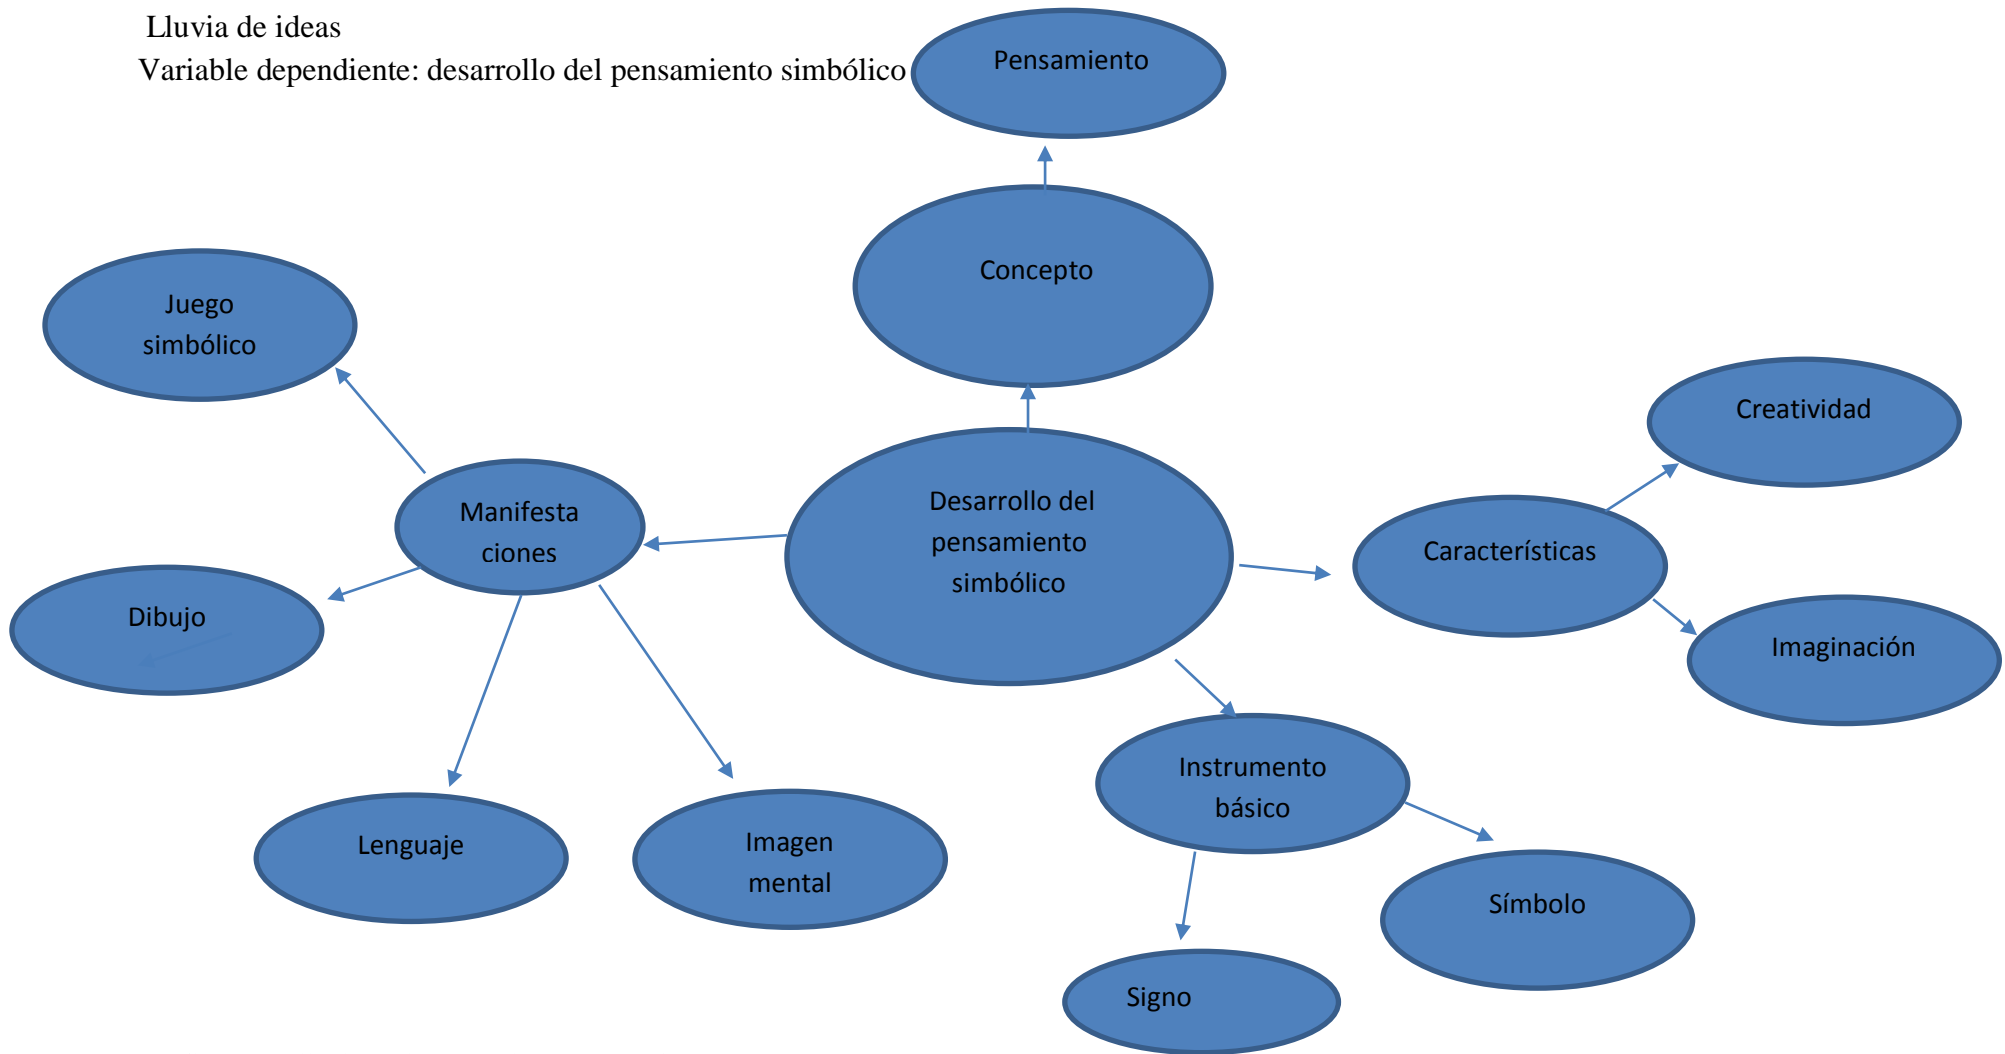 Lluvia de ideas
Variable dependiente: desarrollo del pensamiento simbólico
Pensamiento
Concepto
Juego
simbólico
Creatividad
Manifesta
ciones
Desarrollo del
pensamiento
simbólico
Características
Dibujo
Imaginación
Instrumento
básico
Lenguaje
Imagen
mental
Símbolo
Signo